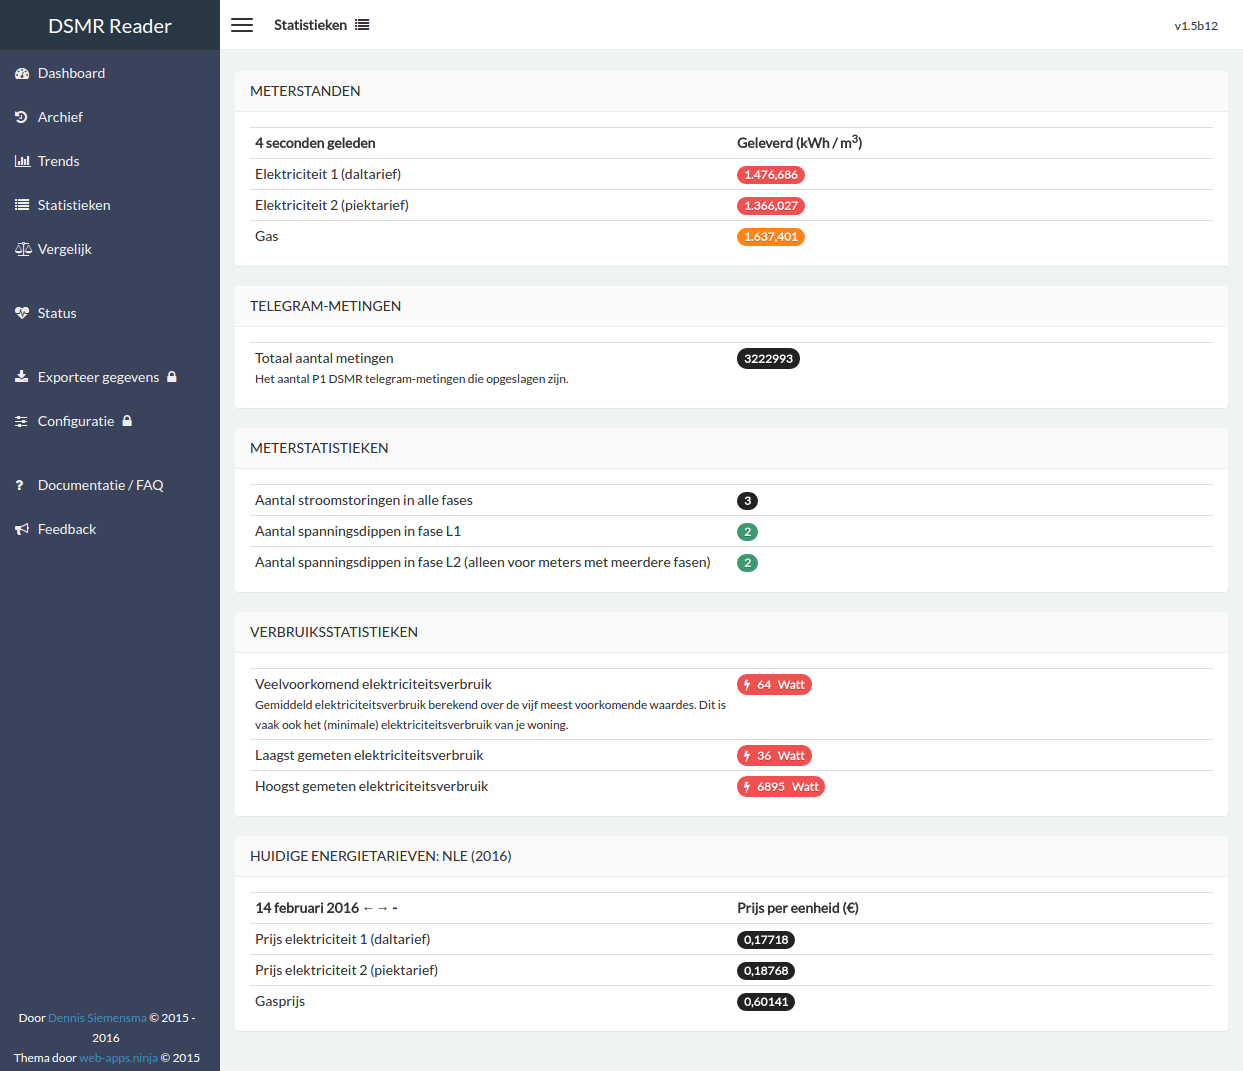 DSMR Reader
Statistieken
v1.5b12
Dashboard
Archief
Trends
Statistieken
Vergelijk
Status
Exporteer gegevens
Configuratie
Documentatie / FAQ
Feedback
Door Dennis Siemensma © 2015 -
2016
Thema door web-apps.ninja © 2015
METERSTANDEN
4 seconden geleden Geleverd (kWh / m³)
Elektriciteit 1 (daltarief) 1.476,686
Elektriciteit 2 (piektarief) 1.366,027
Gas 1.637,401
TELEGRAM-METINGEN
Totaal aantal metingen 3222993
Het aantal P1 DSMR telegram-metingen die opgeslagen zijn.
METERSTATISTIEKEN
Aantal stroomstoringen in alle fases 3
Aantal spanningsdippen in fase L1 2
Aantal spanningsdippen in fase L2 (alleen voor meters met meerdere fasen) 2
VERBRUIKSSTATISTIEKEN
Veelvoorkomend elektriciteitsverbruik 64 Watt
Gemiddeld elektriciteitsverbruik berekend over de vijf meest voorkomende waardes. Dit is
vaak ook het (minimale) elektriciteitsverbruik van je woning.
Laagst gemeten elektriciteitsverbruik 36 Watt
Hoogst gemeten elektriciteitsverbruik 6895 Watt
HUIDIGE ENERGIETARIEVEN: NLE (2016)
14 februari 2016 ←→ - Prijs per eenheid (€)
Prijs elektriciteit 1 (daltarief) 0,17718
Prijs elektriciteit 2 (piektarief) 0,18768
Gasprijs 0,60141